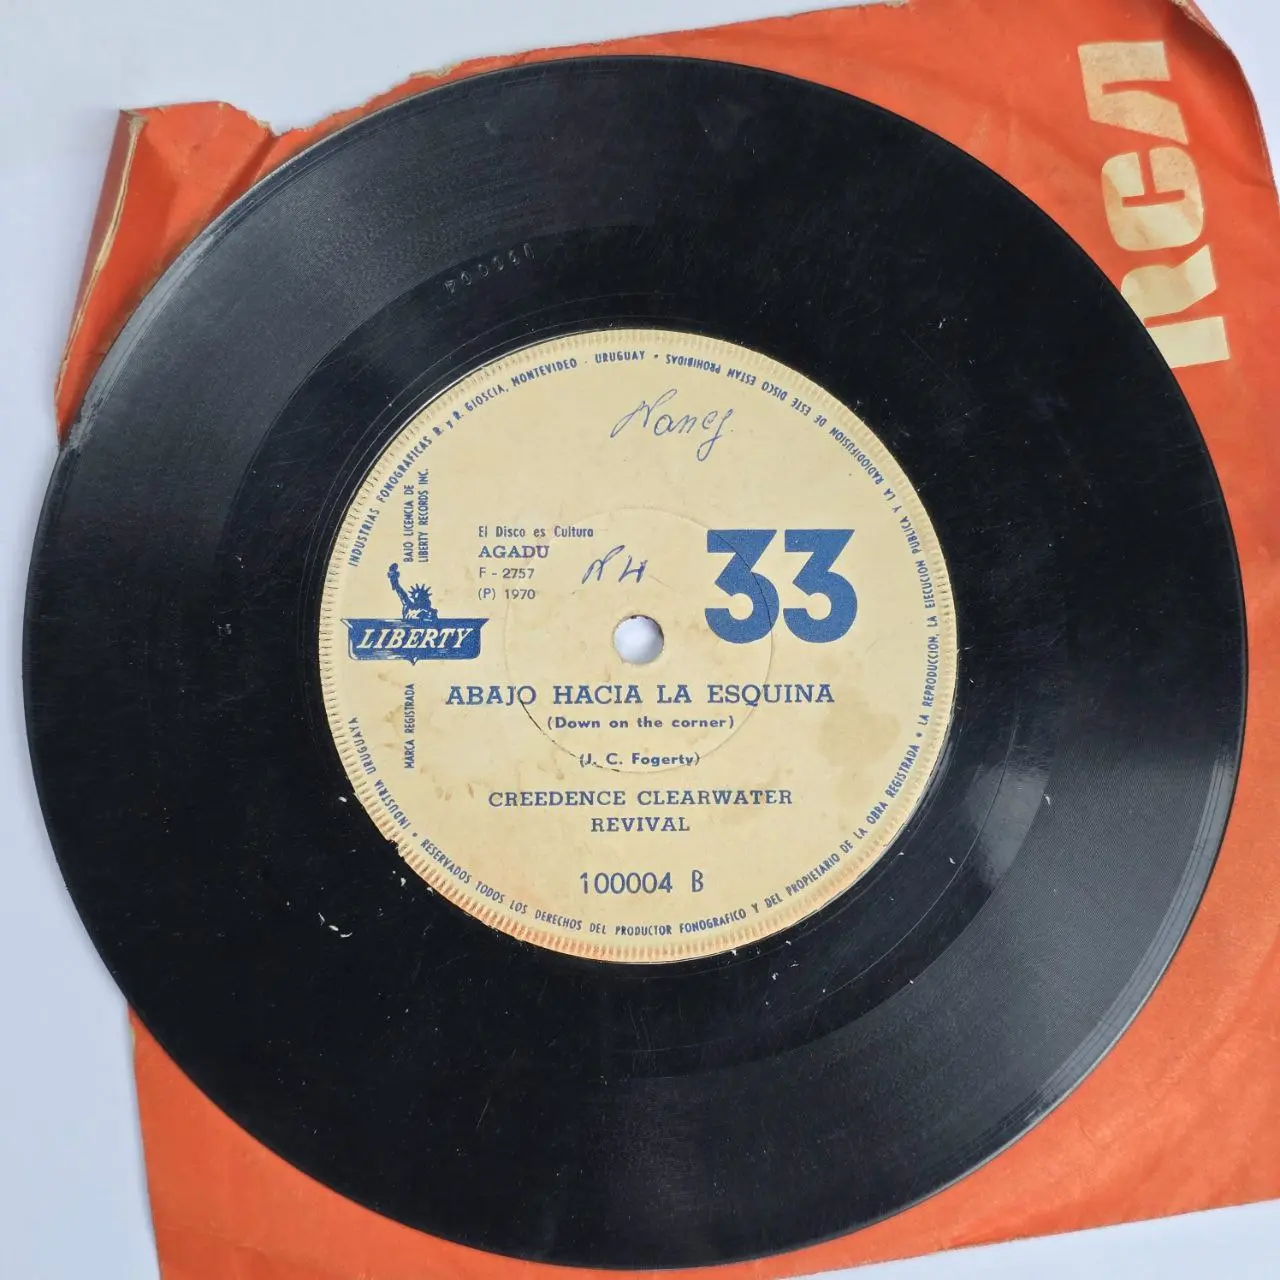 RCA
100004
Nancy
INDUSTRIAS FONOGRAFICAS R. y R. GIOSCIA, MONTEVIDEO - URUGUAY • PROHIBIDAS ESTAN DISCO ESTE DE RADIODIFUSION LA Y PUBLICA EJECUCION LA REPRODUCCION, LA •
BAJO LICENCIA DE
LIBERTY RECORDS INC.
El Disco es Cultura
AGADU
F - 2757
(P) 1970
33
LIBERTY
MARCA REGISTRADA
ABAJO HACIA LA ESQUINA
(Down on the corner)
(J. C. Fogerty)
CREEDENCE CLEARWATER
REVIVAL
100004 B
• INDUSTRIA URUGUAYA
• RESERVADOS TODOS LOS DERECHOS DEL PRODUCTOR FONOGRAFICO Y DEL PROPIETARIO DE LA OBRA REGISTRADA